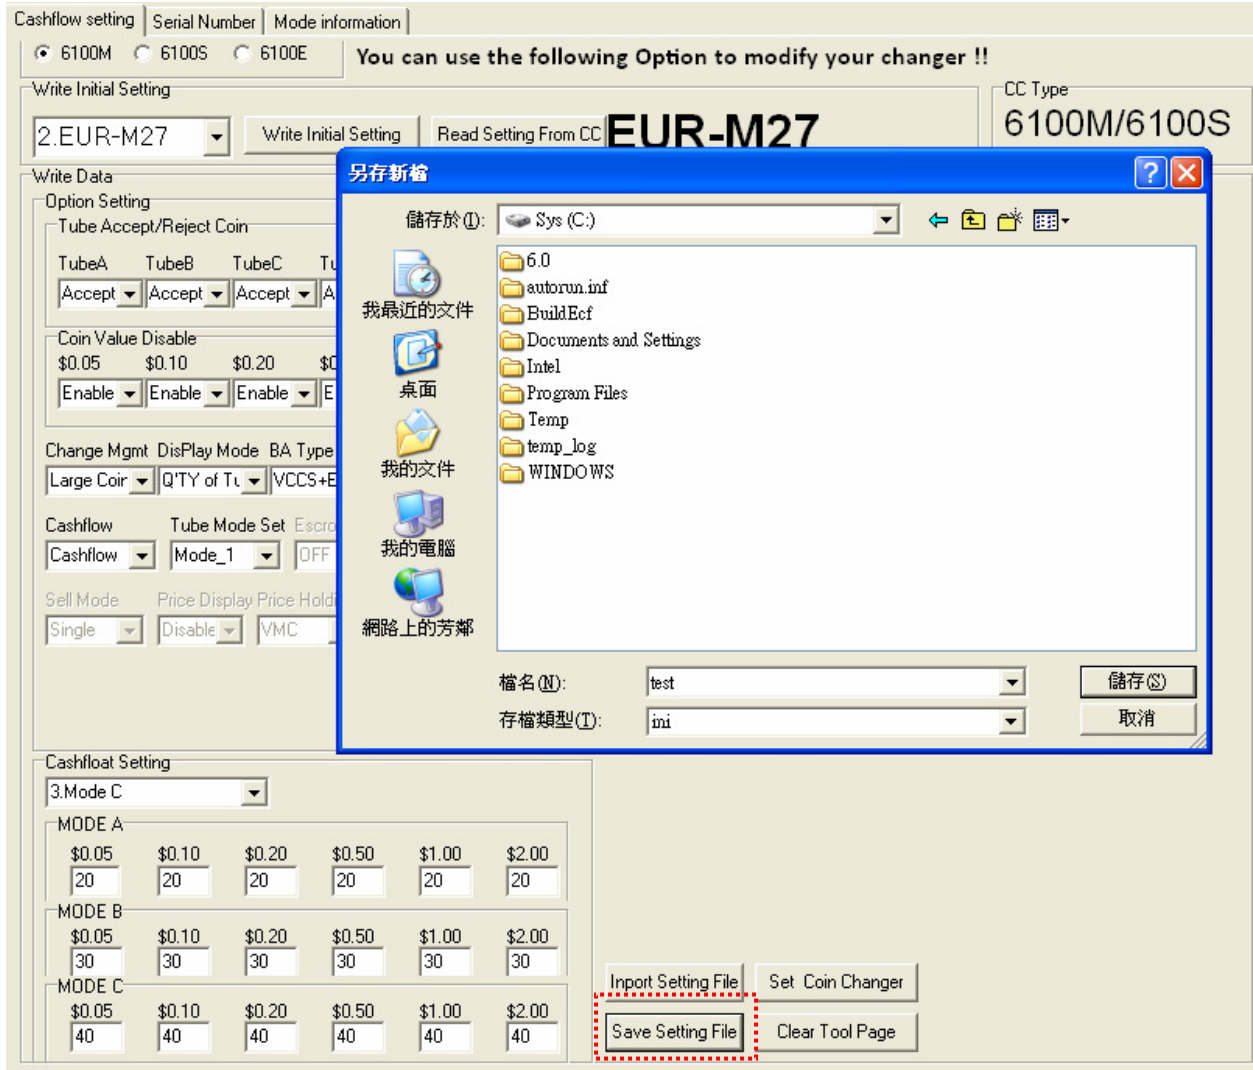 Cashflow setting Serial Number Mode information
6100M 6100S 6100E You can use the following Option to modify your changer !!
Write Initial Setting CC Type
2.EUR-M27 Write Initial Setting Read Setting From CC EUR-M27 6100M/6100S
Write Data
Option Setting
Tube Accept/Reject Coin
TubeA TubeB TubeC Tu
Accept Accept Accept A
Coin Value Disable
$0.05 $0.10 $0.20 $0
Enable Enable Enable E
Change Mgmt DisPlay Mode BA Type
Large Coir Q'TY of Tu VCCS+E
Cashflow Tube Mode Set Escro
Cashflow Mode_1 OFF
Sell Mode Price Display Price Holdi
Single Disable VMC
另存新檔
儲存於(I): Sys (C:)
我最近的文件
桌面
我的文件
我的電腦
網路上的芳鄰
6.0
autorun.inf
BuildEcf
Documents and Settings
Intel
Program Files
Temp
temp_log
WINDOWS
檔名(N): test 儲存(S)
存檔類型(T): ini 取消
Cashfloat Setting
3.Mode C
MODE A
$0.05 $0.10 $0.20 $0.50 $1.00 $2.00
20 20 20 20 20 20
MODE B
$0.05 $0.10 $0.20 $0.50 $1.00 $2.00
30 30 30 30 30 30
MODE C
$0.05 $0.10 $0.20 $0.50 $1.00 $2.00
40 40 40 40 40 40
Inport Setting File Set Coin Changer
Save Setting File Clear Tool Page